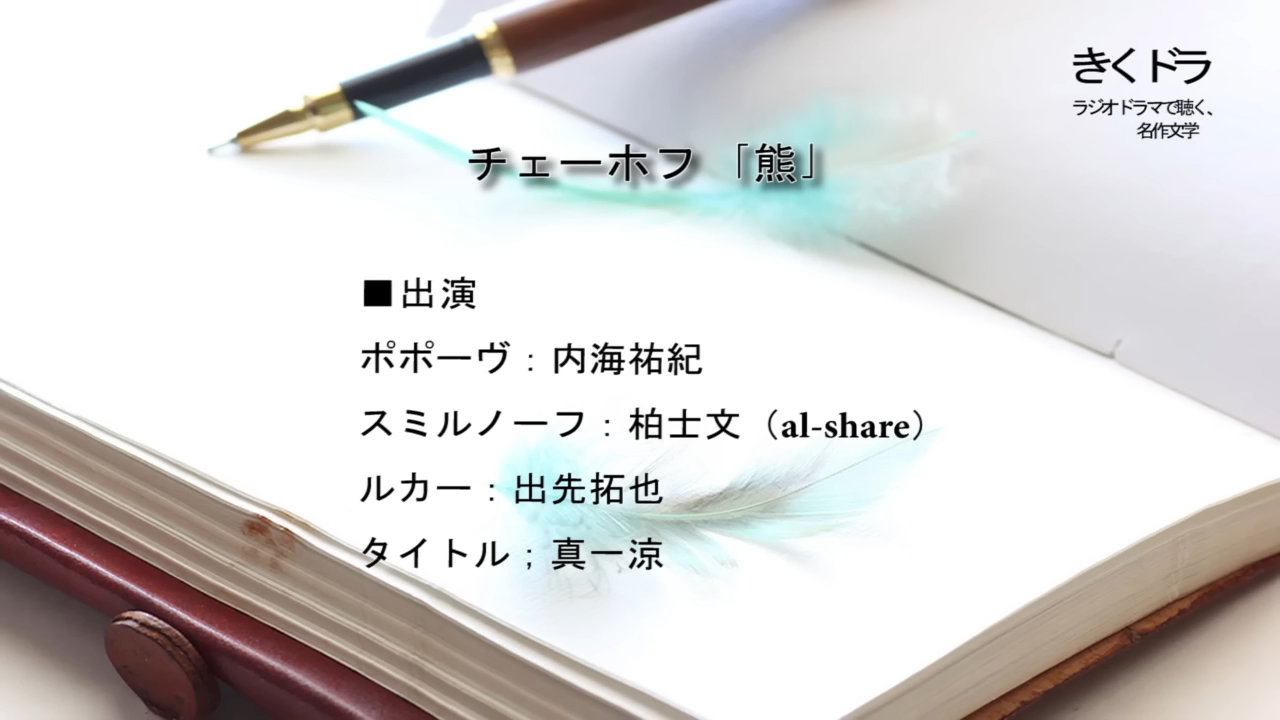 きくドラ
ラジオドラマで聴く、
名作文学
チェーホフ 「熊」
■出演
ポポーヴ：内海祐紀
スミルノーフ：柏士文（al-share）
ルカー：出先拓也
タイトル；真一涼